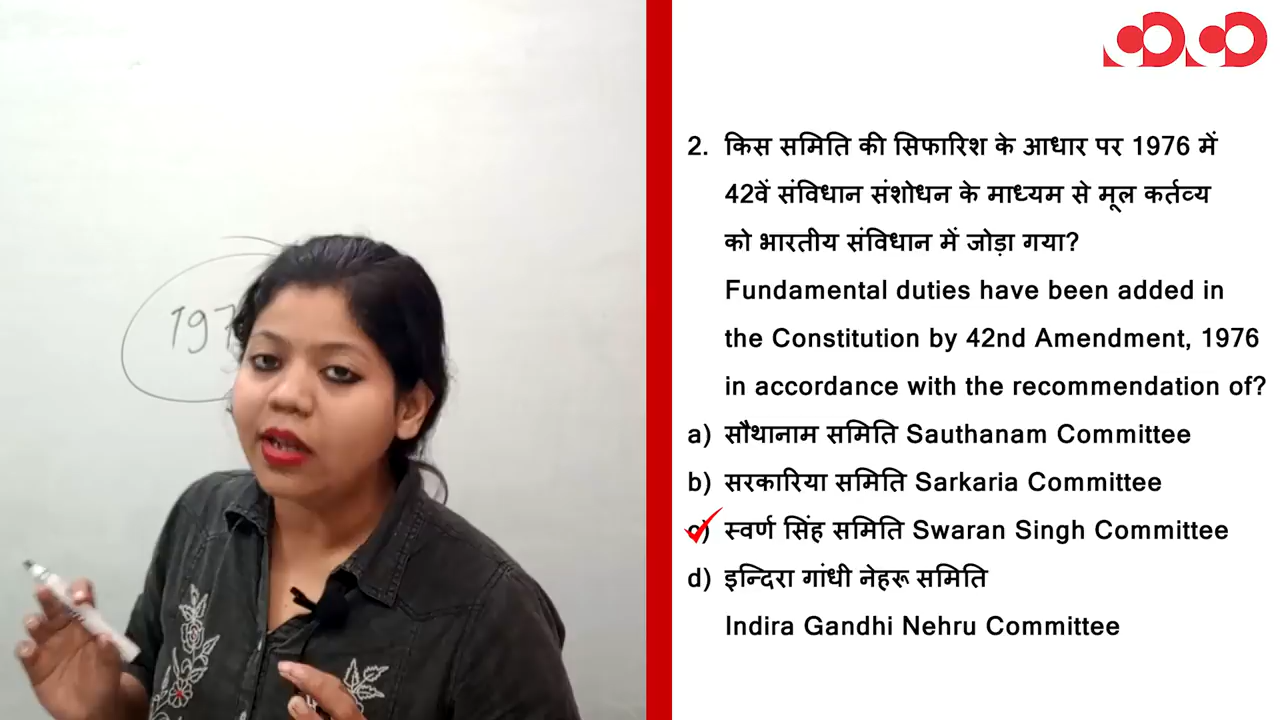 197
2. किस समिति की सिफारिश के आधार पर 1976 में
42वें संविधान संशोधन के माध्यम से मूल कर्तव्य
को भारतीय संविधान में जोड़ा गया?
Fundamental duties have been added in
the Constitution by 42nd Amendment, 1976
in accordance with the recommendation of?
a) सौथानाम समिति Sauthanam Committee
b) सरकारिया समिति Sarkaria Committee
c) स्वर्ण सिंह समिति Swaran Singh Committee
d) इन्दिरा गांधी नेहरू समिति
Indira Gandhi Nehru Committee